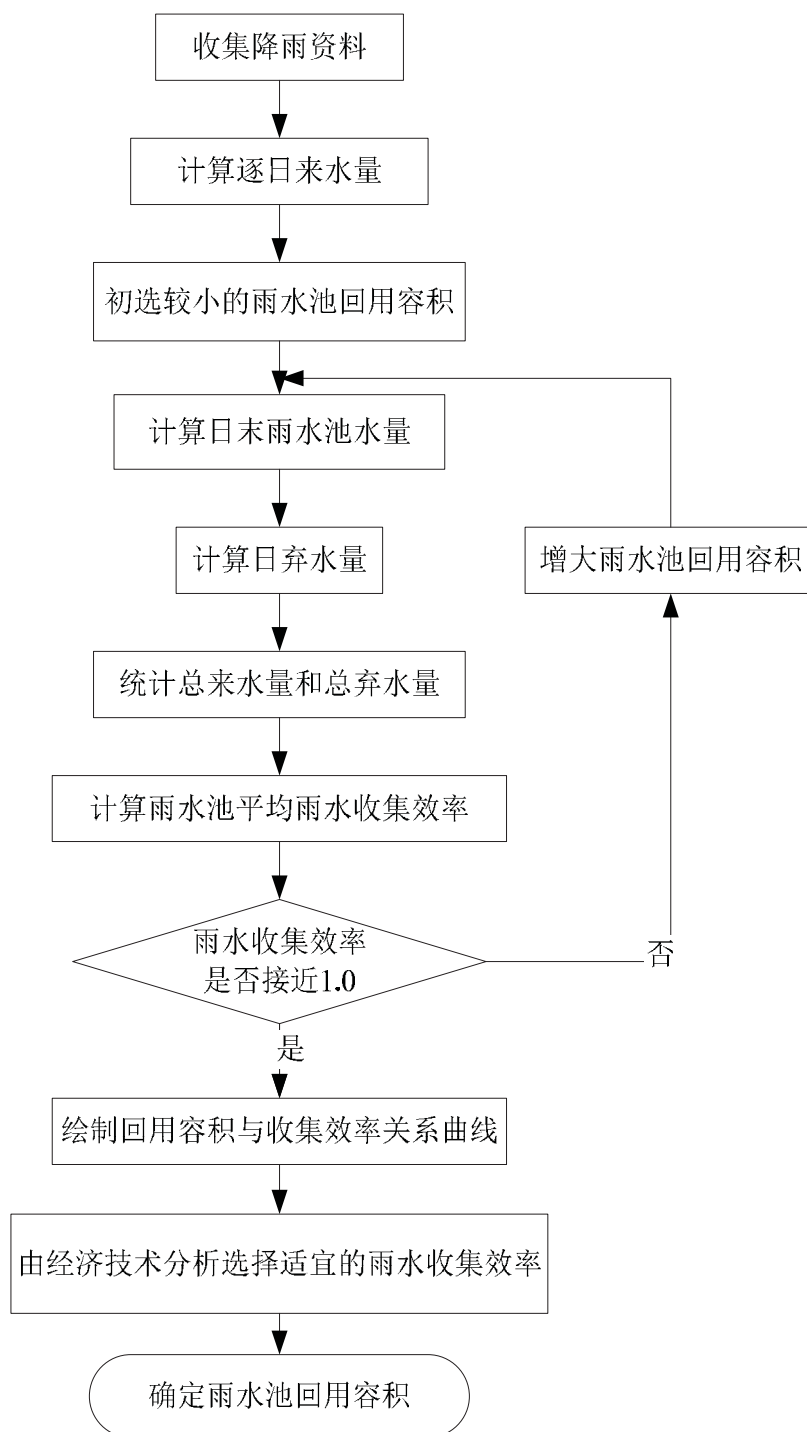 收集降雨资料
计算逐日来水量
初选较小的雨水池回用容积
计算日末雨水池水量
计算日弃水量
增大雨水池回用容积
统计总来水量和总弃水量
计算雨水池平均雨水收集效率
雨水收集效率
是否接近1.0
否
是
绘制回用容积与收集效率关系曲线
由经济技术分析选择适宜的雨水收集效率
确定雨水池回用容积